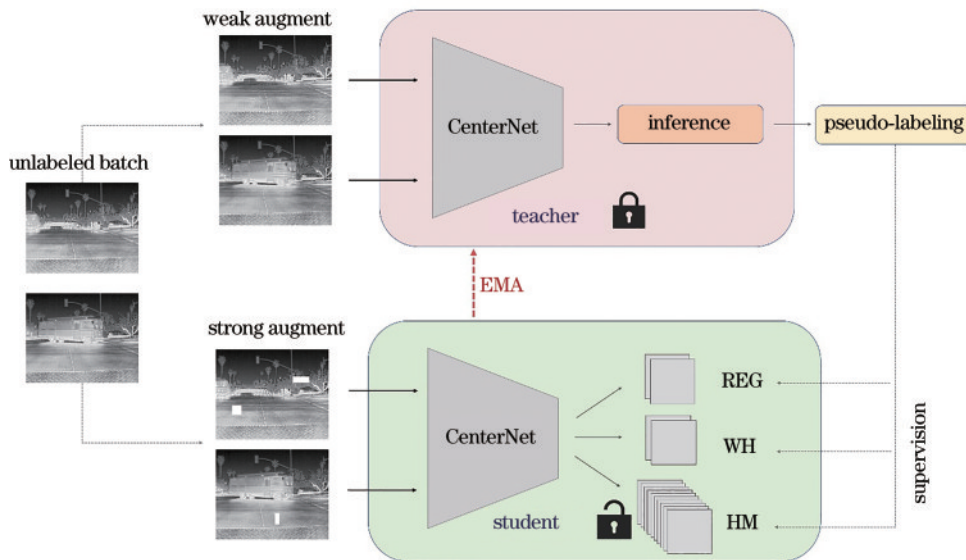 weak augment
CenterNet
inference
pseudo-labeling
unlabeled batch
teacher
EMA
strong augment
REG
CenterNet
WH
supervision
student
HM